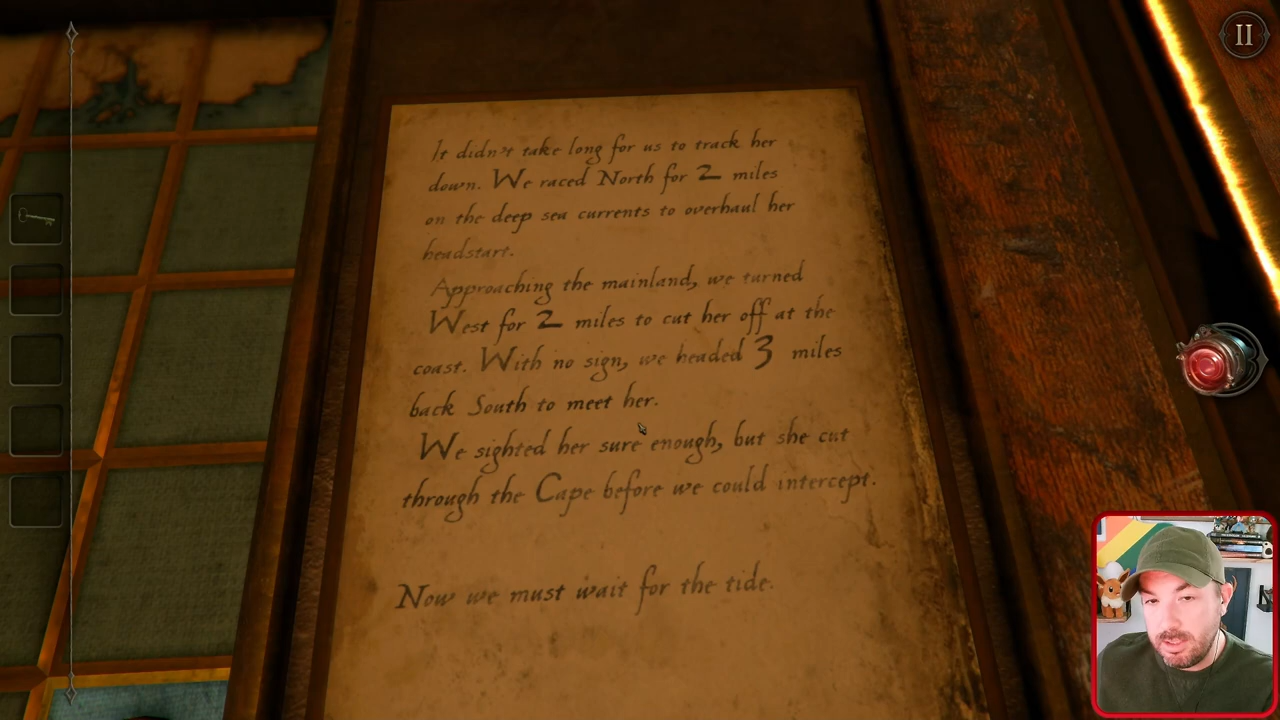 It didn't take long for us to track her
down. We raced North for 2 miles
on the deep sea currents to overhaul her
headstart.
Approaching the mainland, we turned
West for 2 miles to cut her off at the
coast. With no sign, we headed 3 miles
back South to meet her.
We sighted her sure enough, but she cut
through the Cape before we could intercept.
Now we must wait for the tide.